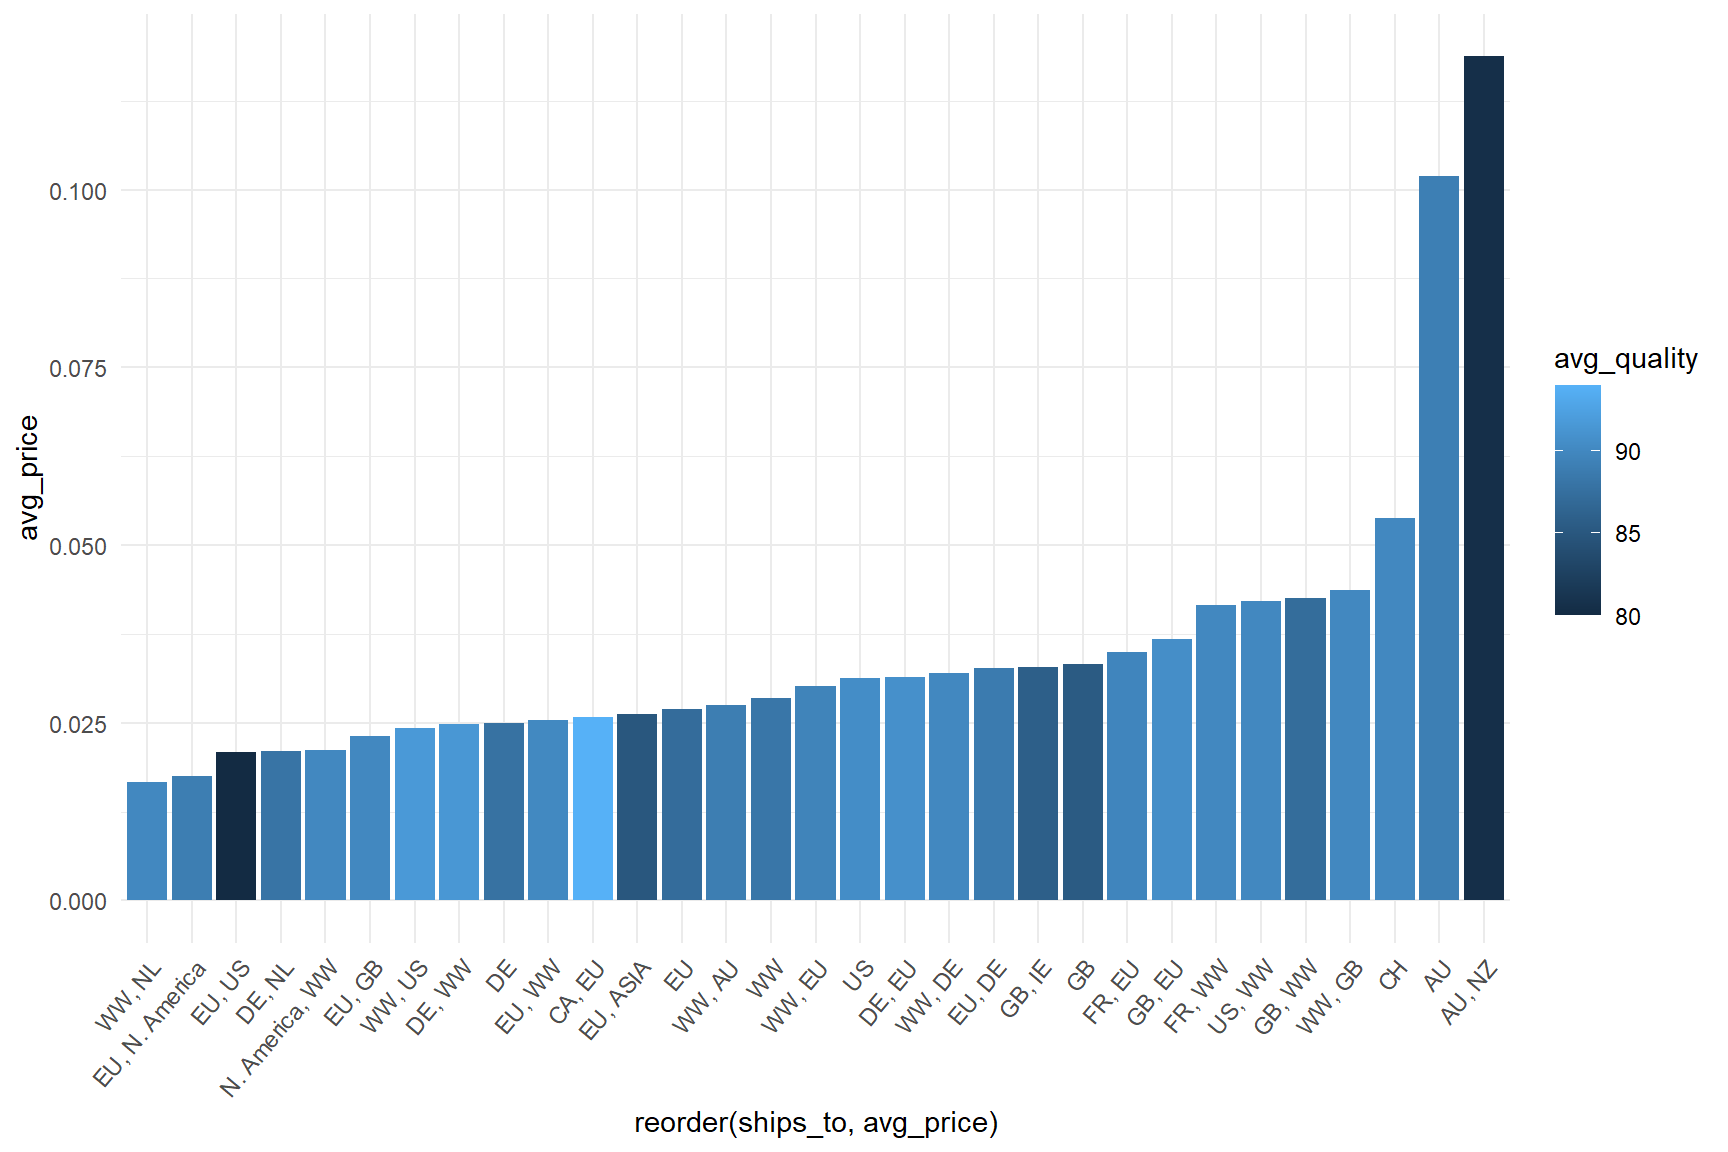 avg_price
0.100
0.075
0.050
0.025
0.000
WW, NL
EU, N. America
EU, US
DE, NL
N. America, WW
EU, GB
WW, US
DE, WW
DE
EU, WW
CA, EU
EU, ASIA
EU
WW, AU
WW
WW, EU
US
DE, EU
WW, DE
EU, DE
GB, IE
GB
FR, EU
GB, EU
FR, WW
US, WW
GB, WW
WW, GB
CH
AU
AU, NZ
reorder(ships_to, avg_price)
avg_quality
90
85
80